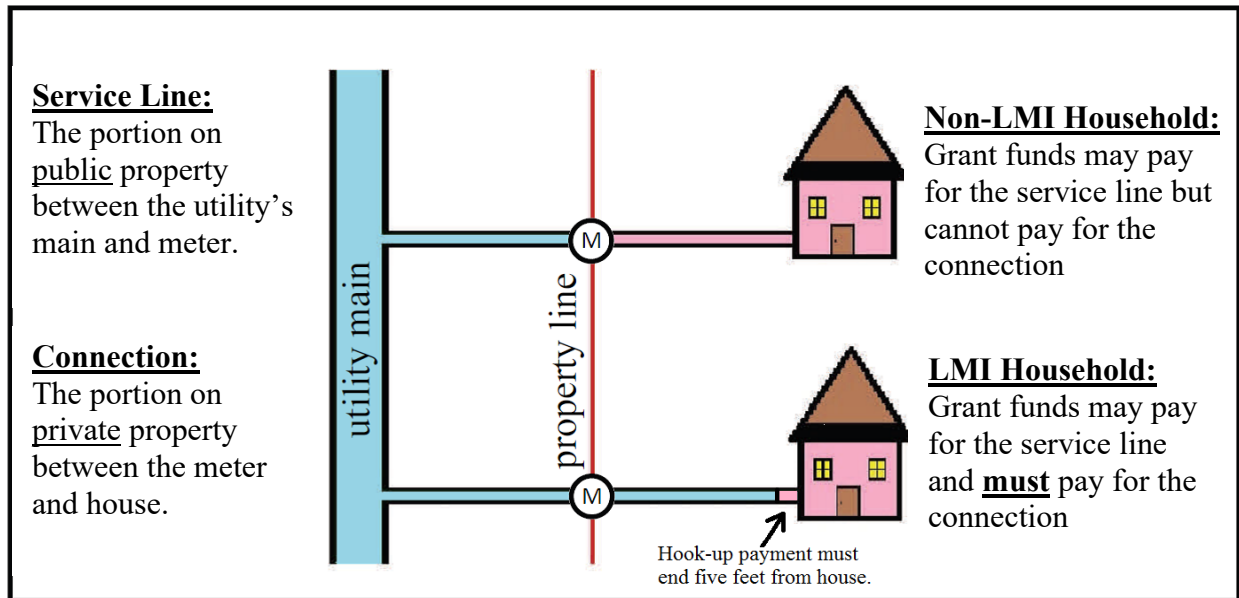 Service Line:
The portion on
public property
between the utility’s
main and meter.
Connection:
The portion on
private property
between the meter
and house.
utility main
property line
M
M
Non-LMI Household:
Grant funds may pay
for the service line but
cannot pay for the
connection
LMI Household:
Grant funds may pay
for the service line
and must pay for the
connection
Hook-up payment must
end five feet from house.